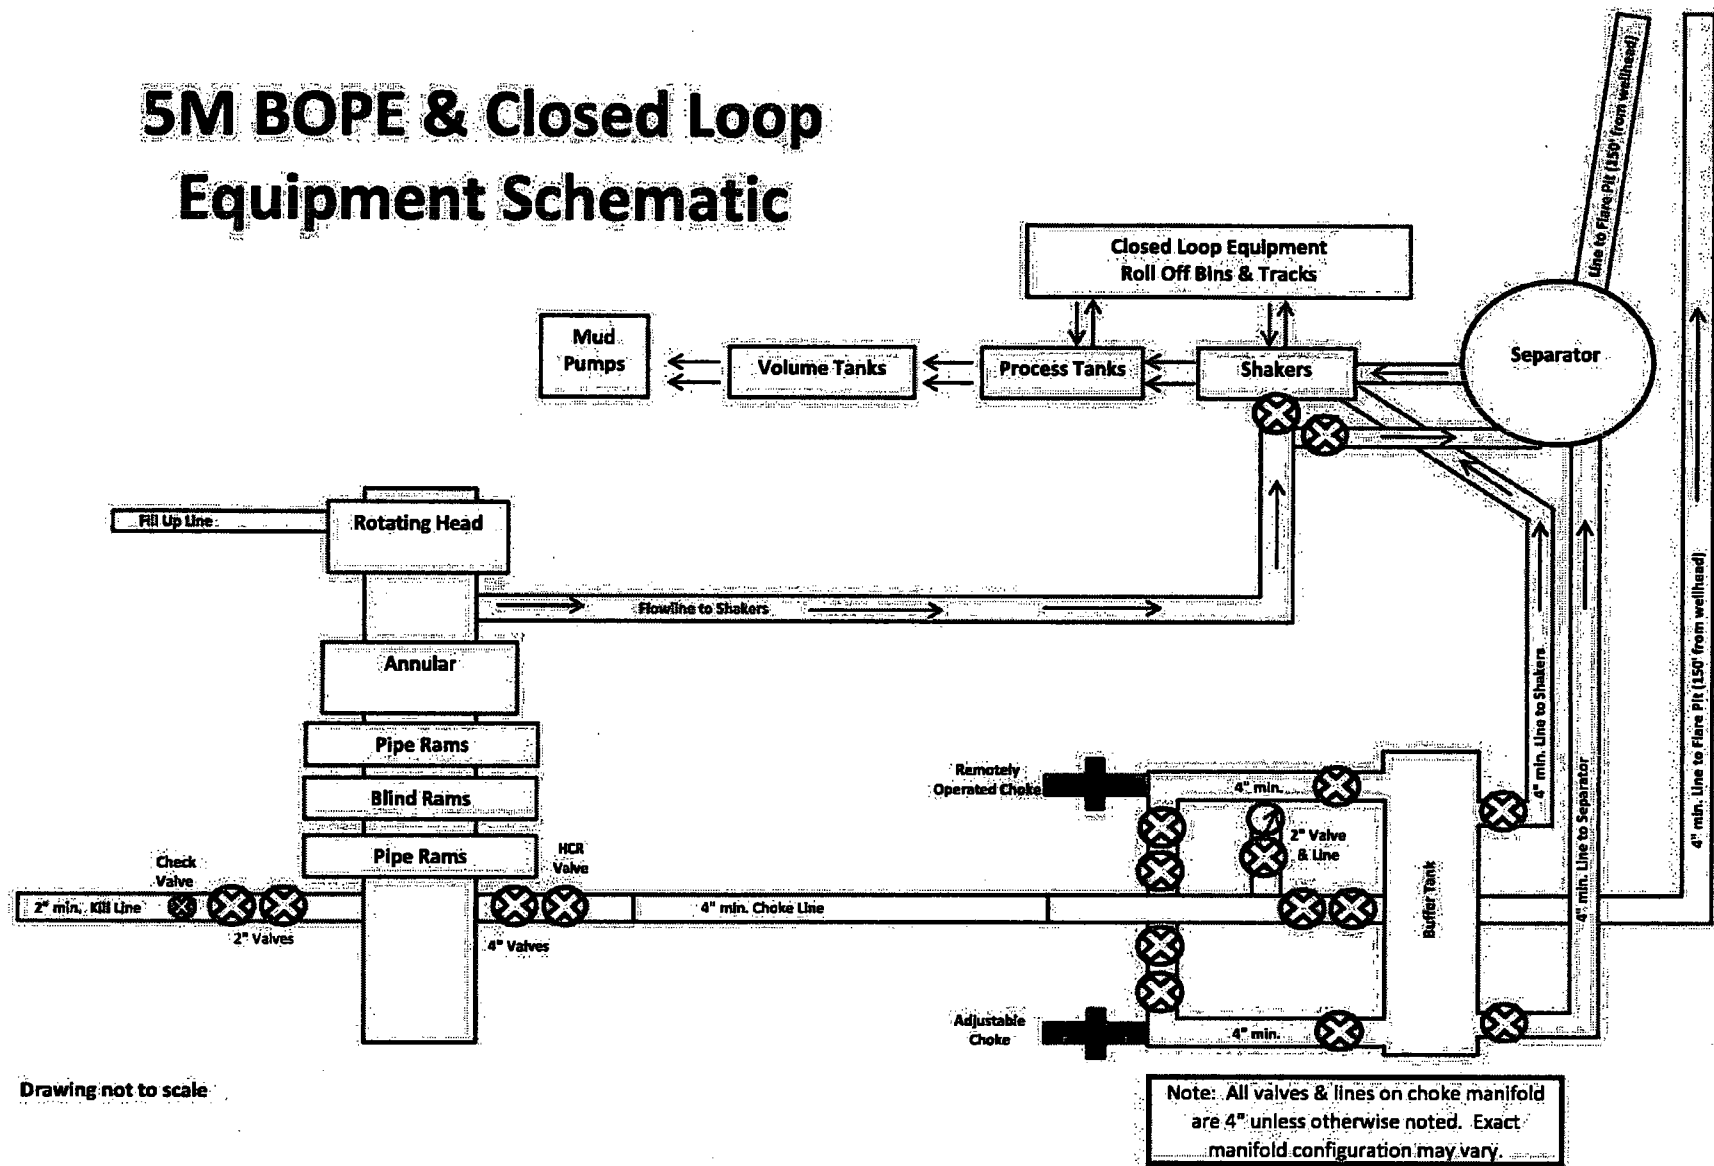 5M BOPE & Closed Loop
Equipment Schematic
Line to Flare Pit (150' from wellhead)
Closed Loop Equipment
Roll Off Bins & Tracks
Mud
Pumps
Volume Tanks
Process Tanks
Shakers
Separator
Fill Up Line
Rotating Head
Flowline to Shakers
Annular
Pipe Rams
Blind Rams
Pipe Rams
Check
Valve
HCR
Valve
2" min. Kill Line
2" Valves
4" Valves
4" min. Choke Line
Remotely
Operated Choke
4" min.
2" Valve
& Line
Buffer Tank
Adjustable
Choke
4" min.
4" min. Line to Shakers
4" min. Line to Separator
4" min. Line to Flare Pit (150' from wellhead)
Drawing not to scale
Note: All valves & lines on choke manifold
are 4" unless otherwise noted. Exact
manifold configuration may vary.